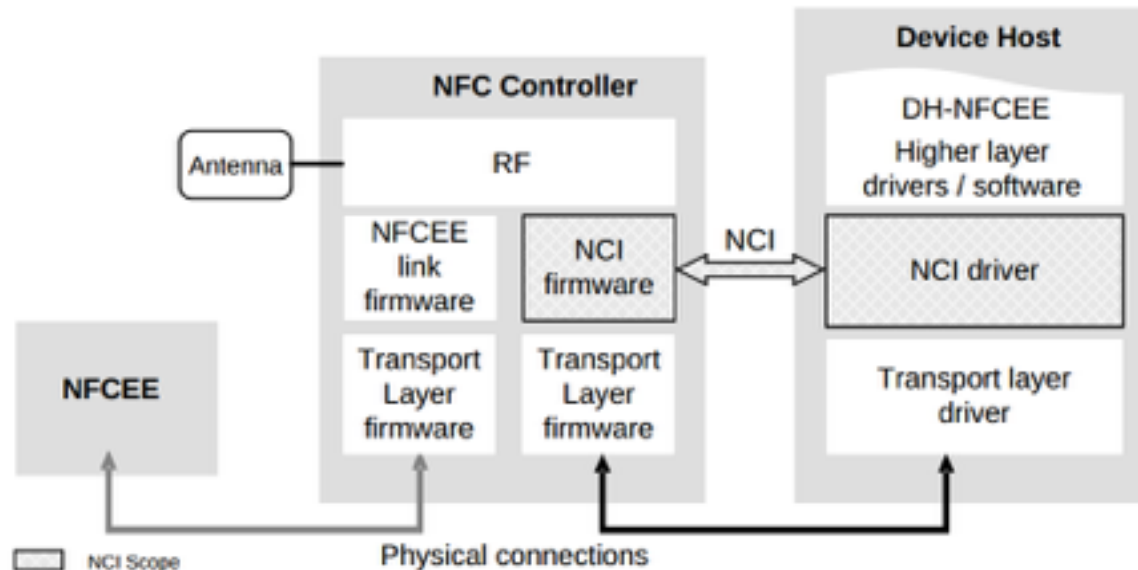 Device Host
NFC Controller
DH-NFCEE
Higher layer
drivers / software
Antenna
RF
NFCEE
link
firmware
NCI
firmware
NCI
NCI driver
NFCEE
Transport
Layer
firmware
Transport
Layer
firmware
Transport layer
driver
Physical connections
NCI Scope